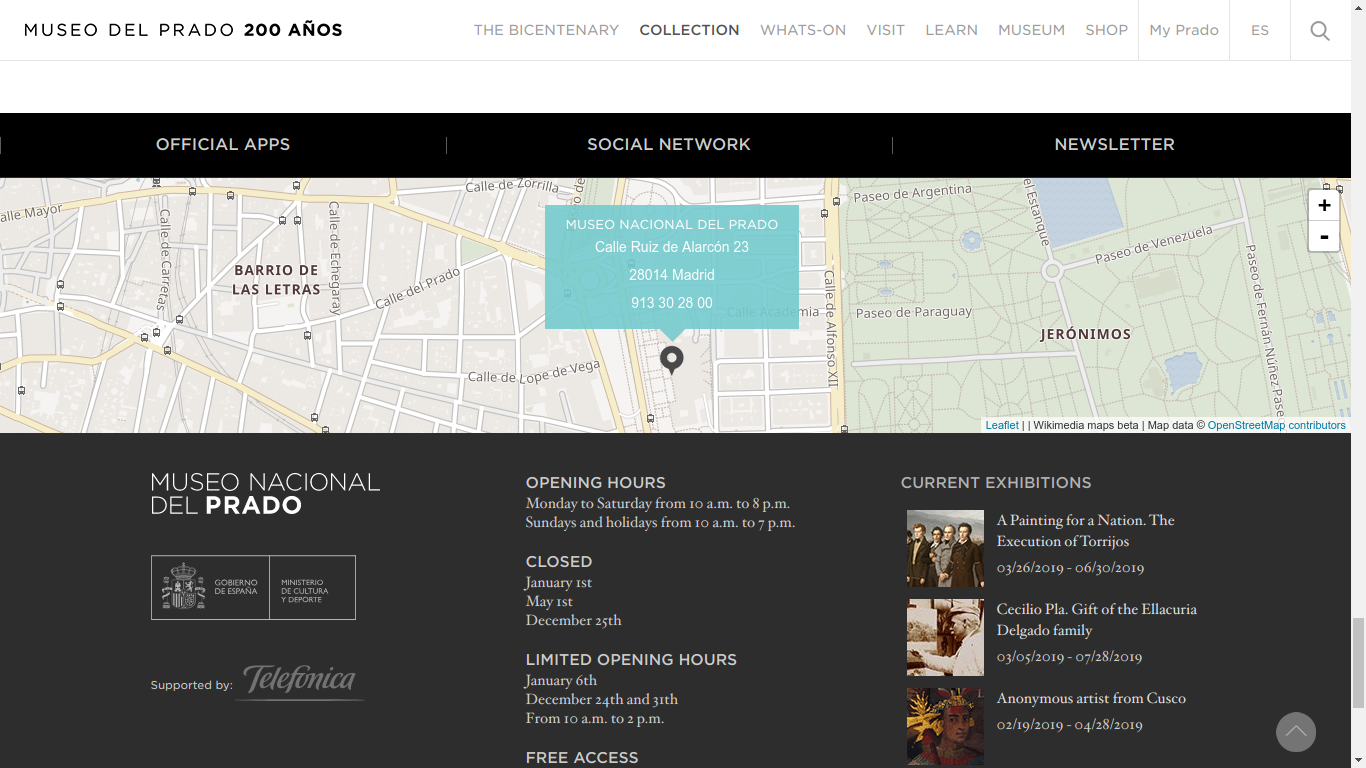 MUSEO DEL PRADO 200 AÑOS
THE BICENTENARY
COLLECTION
WHATS-ON
VISIT
LEARN
MUSEUM
SHOP
My Prado
ES
OFFICIAL APPS
SOCIAL NETWORK
NEWSLETTER
alle Mayor
Calle de Carretas
BARRIO DE
LAS LETRAS
Calle de Echegaray
Calle del Prado
Calle de Zorrilla
Calle de Lope de Vega
MUSEO NACIONAL DEL PRADO
Calle Ruiz de Alarcón 23
28014 Madrid
913 30 28 00
Calle Academia
Calle de Alfonso XII
Paseo de Argentina
del Estanque
Paseo de Venezuela
Paseo de Paraguay
JERÓNIMOS
Paseo de Fernán Núñez
Pase
+
-
Leaflet | | Wikimedia maps beta | Map data © OpenStreetMap contributors
MUSEO NACIONAL
DEL PRADO
GOBIERNO
DE ESPAÑA
MINISTERIO
DE CULTURA
Y DEPORTE
Supported by:
Telefónica
OPENING HOURS
Monday to Saturday from 10 a.m. to 8 p.m.
Sundays and holidays from 10 a.m. to 7 p.m.
CLOSED
January 1st
May 1st
December 25th
LIMITED OPENING HOURS
January 6th
December 24th and 31th
From 10 a.m. to 2 p.m.
FREE ACCESS
CURRENT EXHIBITIONS
A Painting for a Nation. The
Execution of Torrijos
03/26/2019 - 06/30/2019
Cecilio Pla. Gift of the Ellacuria
Delgado family
03/05/2019 - 07/28/2019
Anonymous artist from Cusco
02/19/2019 - 04/28/2019